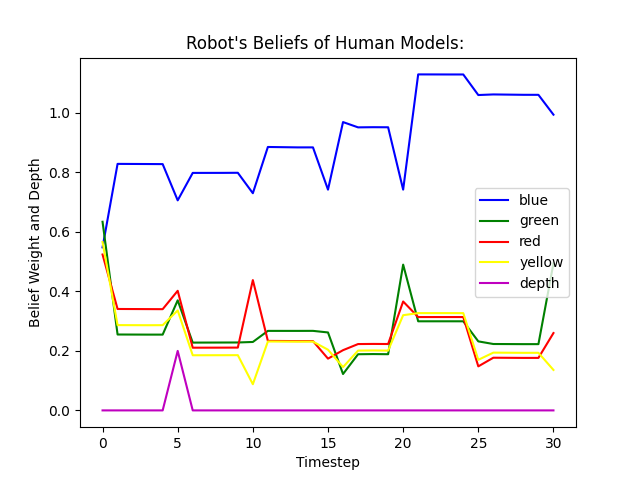 Robot's Beliefs of Human Models:
Belief Weight and Depth
1.0
0.8
0.6
0.4
0.2
0.0
blue
green
red
yellow
depth
0 5 10 15 20 25 30
Timestep